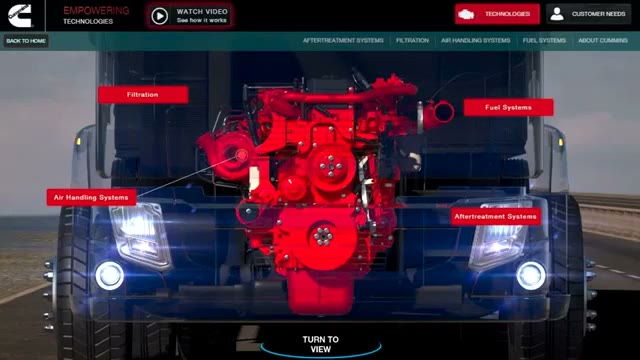 Cummins
EMPOWERING
TECHNOLOGIES
WATCH VIDEO
See how it works
TECHNOLOGIES
CUSTOMER NEEDS
BACK TO HOME
AFTERTREATMENT SYSTEMS
FILTRATION
AIR HANDLING SYSTEMS
FUEL SYSTEMS
ABOUT CUMMINS
Filtration
Fuel Systems
Air Handling Systems
Aftertreatment Systems
TURN TO
VIEW